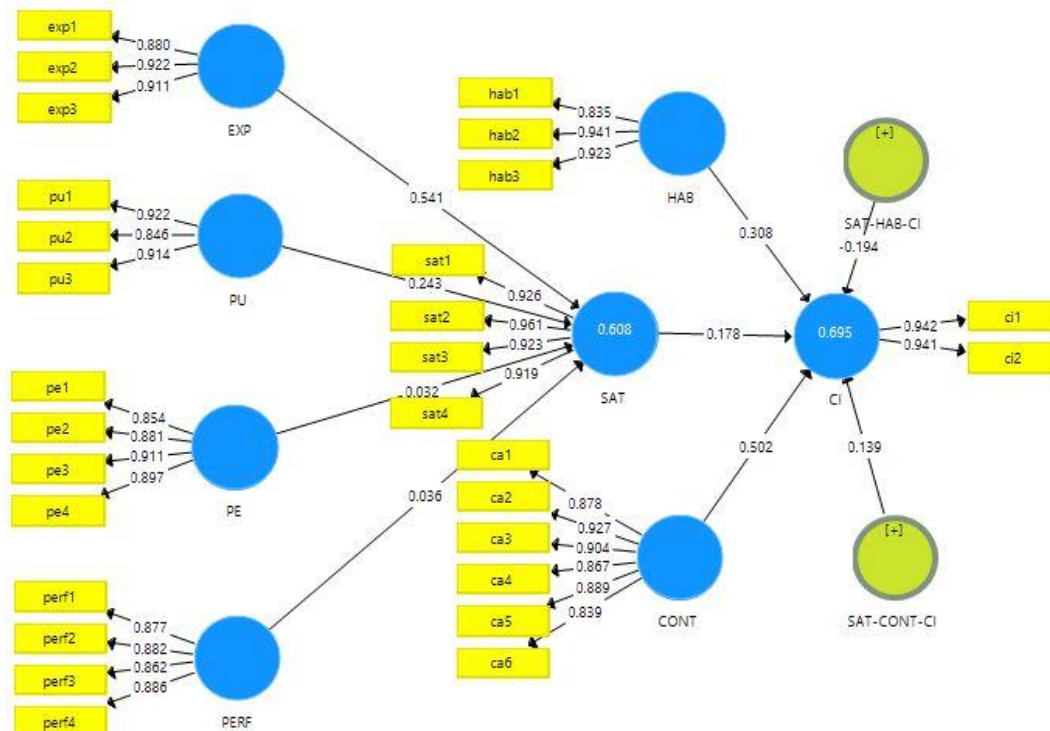 exp1
exp2
exp3
0.880
0.922
0.911
EXP
0.541
pu1
pu2
pu3
0.922
0.846
0.914
PU
0.243
pe1
pe2
pe3
pe4
0.854
0.881
0.911
0.897
PE
0.032
perf1
perf2
perf3
perf4
0.877
0.882
0.862
0.886
PERF
0.036
sat1
sat2
sat3
sat4
0.926
0.961
0.923
0.919
0.608
SAT
0.178
hab1
hab2
hab3
0.835
0.941
0.923
HAB
0.308
[+]
SAT-HAB-CI
-0.194
0.695
CI
0.942
0.941
ci1
ci2
ca1
ca2
ca3
ca4
ca5
ca6
0.878
0.927
0.904
0.867
0.889
0.839
CONT
0.502
0.139
[+]
SAT-CONT-CI